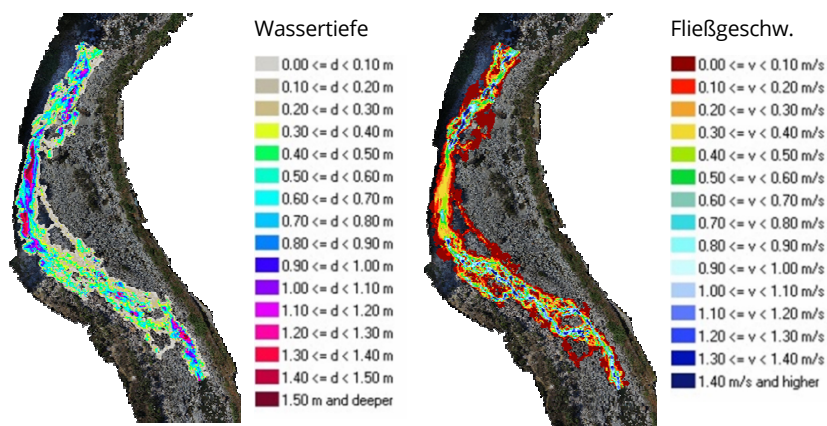 Wassertiefe
0.00 <= d < 0.10 m
0.10 <= d < 0.20 m
0.20 <= d < 0.30 m
0.30 <= d < 0.40 m
0.40 <= d < 0.50 m
0.50 <= d < 0.60 m
0.60 <= d < 0.70 m
0.70 <= d < 0.80 m
0.80 <= d < 0.90 m
0.90 <= d < 1.00 m
1.00 <= d < 1.10 m
1.10 <= d < 1.20 m
1.20 <= d < 1.30 m
1.30 <= d < 1.40 m
1.40 <= d < 1.50 m
1.50 m and deeper
Fließgeschw.
0.00 <= v < 0.10 m/s
0.10 <= v < 0.20 m/s
0.20 <= v < 0.30 m/s
0.30 <= v < 0.40 m/s
0.40 <= v < 0.50 m/s
0.50 <= v < 0.60 m/s
0.60 <= v < 0.70 m/s
0.70 <= v < 0.80 m/s
0.80 <= v < 0.90 m/s
0.90 <= v < 1.00 m/s
1.00 <= v < 1.10 m/s
1.10 <= v < 1.20 m/s
1.20 <= v < 1.30 m/s
1.30 <= v < 1.40 m/s
1.40 m/s and higher